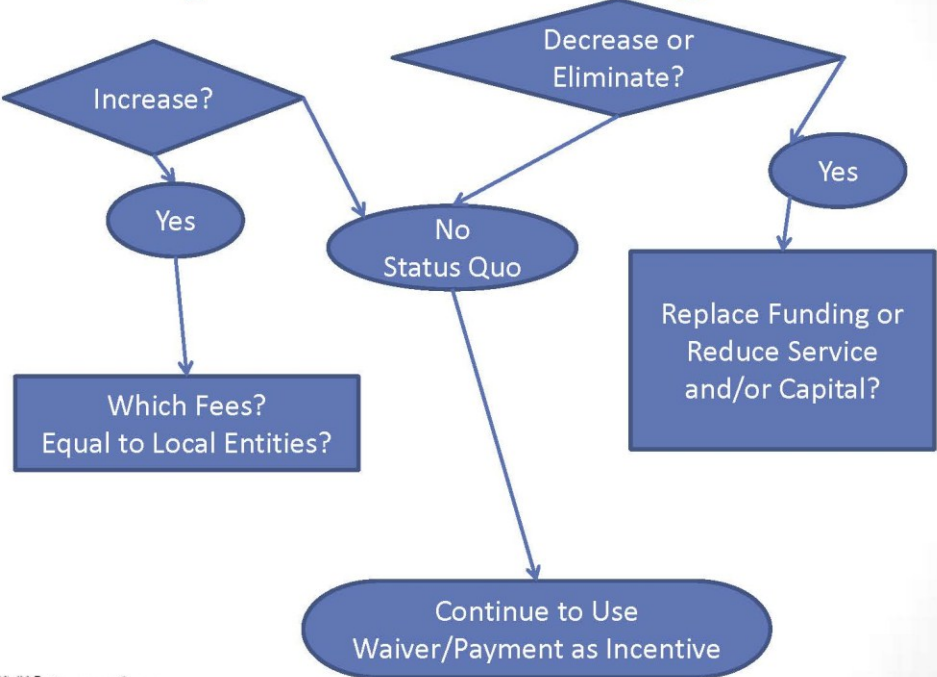 Decrease or
Eliminate?
Increase?
Yes
Yes
No
Status Quo
Replace Funding or
Reduce Service
and/or Capital?
Which Fees?
Equal to Local Entities?
Continue to Use
Waiver/Payment as Incentive